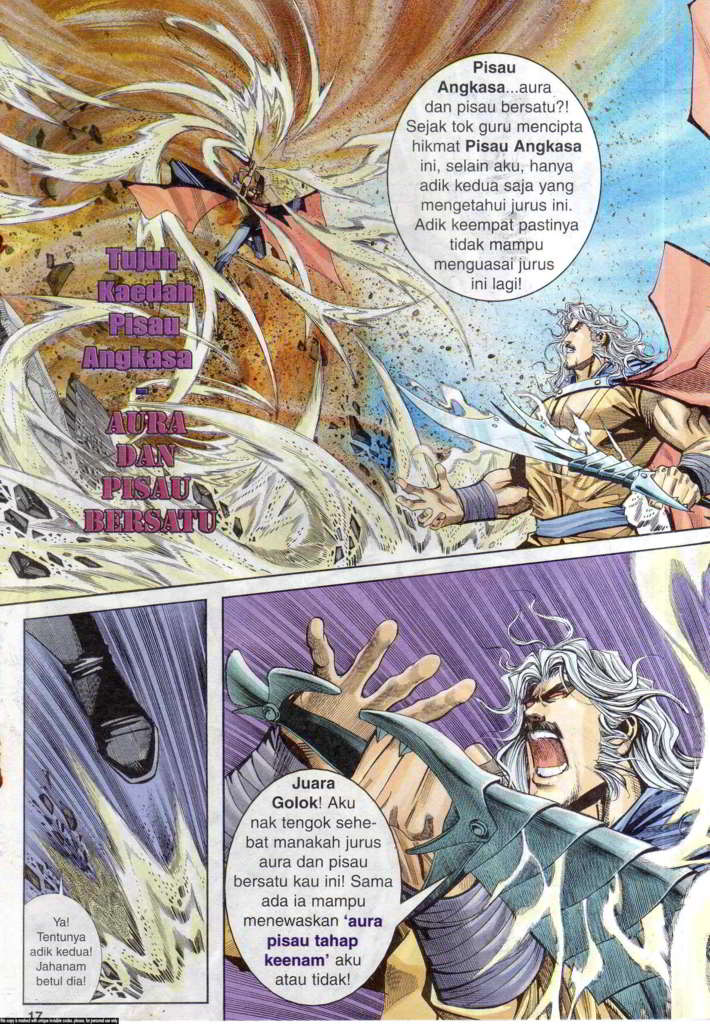 Pisau
Angkasa...aura
dan pisau bersatu?!
Sejak tok guru mencipta
hikmat Pisau Angkasa
ini, selain aku, hanya
adik kedua saja yang
mengetahui jurus ini.
Adik keempat pastinya
tidak mampu
menguasai jurus
ini lagi!
Tujuh
Kaedah
Pisau
Angkasa
-
AURA
DAN
PISAU
BERSATU
Ya!
Tentunya
adik kedua!
Jahanam
betul dia!
Juara
Golok! Aku
nak tengok sehe-
bat manakah jurus
aura dan pisau
bersatu kau ini! Sama
ada ia mampu
menewaskan ‘aura
pisau tahap
keenam’ aku
atau tidak!
17